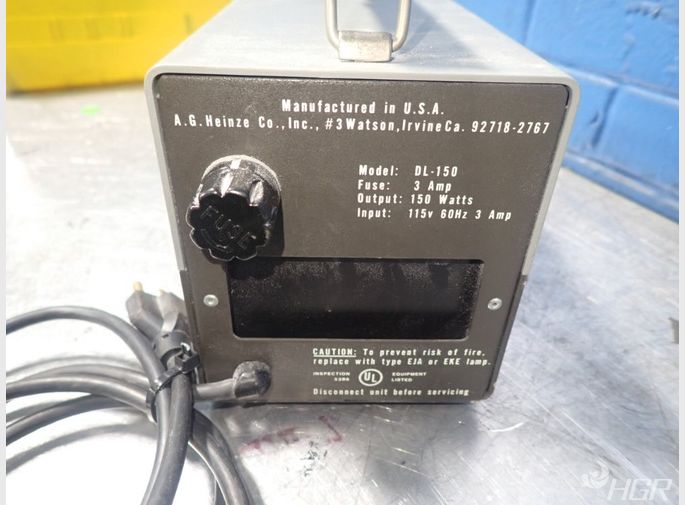 Manufactured in U.S.A.
A.G. Heinze Co., Inc., #3 Watson, Irvine Ca. 92718-2767
Model: DL-150
Fuse: 3 Amp
Output: 150 Watts
Input: 115v 60Hz 3 Amp
FUSE
CAUTION: To prevent risk of fire,
replace with type EJA or EKE lamp.
INSPECTION UL EQUIPMENT
LISTED
Disconnect unit before servicing
HGR